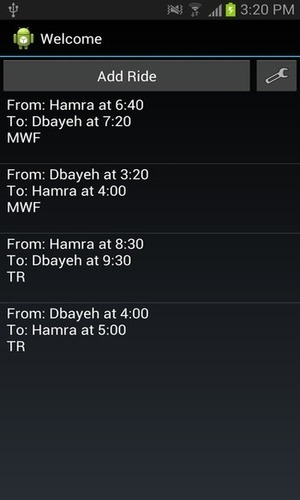 3:20 PM
Welcome
Add Ride
From: Hamra at 6:40
To: Dbayeh at 7:20
MWF
From: Dbayeh at 3:20
To: Hamra at 4:00
MWF
From: Hamra at 8:30
To: Dbayeh at 9:30
TR
From: Dbayeh at 4:00
To: Hamra at 5:00
TR